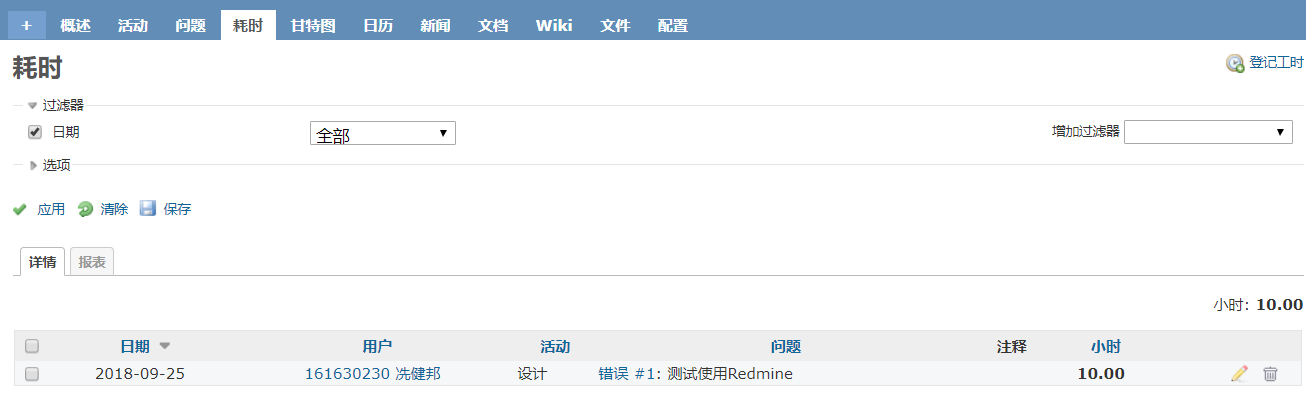 + 概述 活动 问题 耗时 甘特图 日历 新闻 文档 Wiki 文件 配置
耗时
登记工时
过滤器
日期 全部 增加过滤器
选项
应用 清除 保存
详情 报表
小时: 10.00
日期 用户 活动 问题 注释 小时
2018-09-25 161630230 冼健邦 设计 错误 #1: 测试使用Redmine 10.00